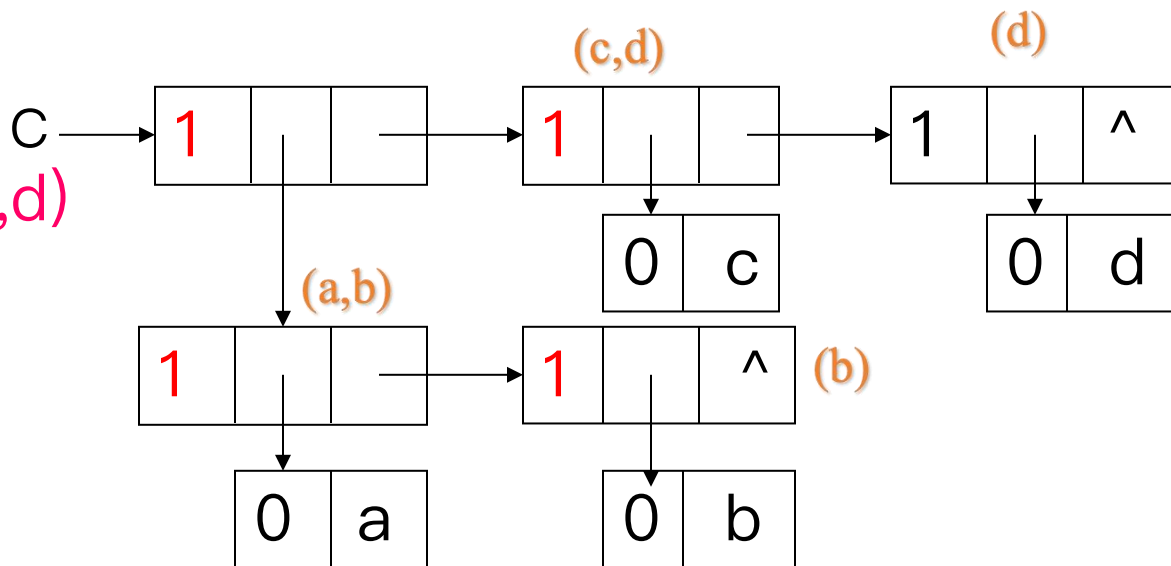 (c,d) (d)
C 1 1 1 ^
,d)
0 c 0 d
(a,b)
1 1 ^ (b)
0 a 0 b